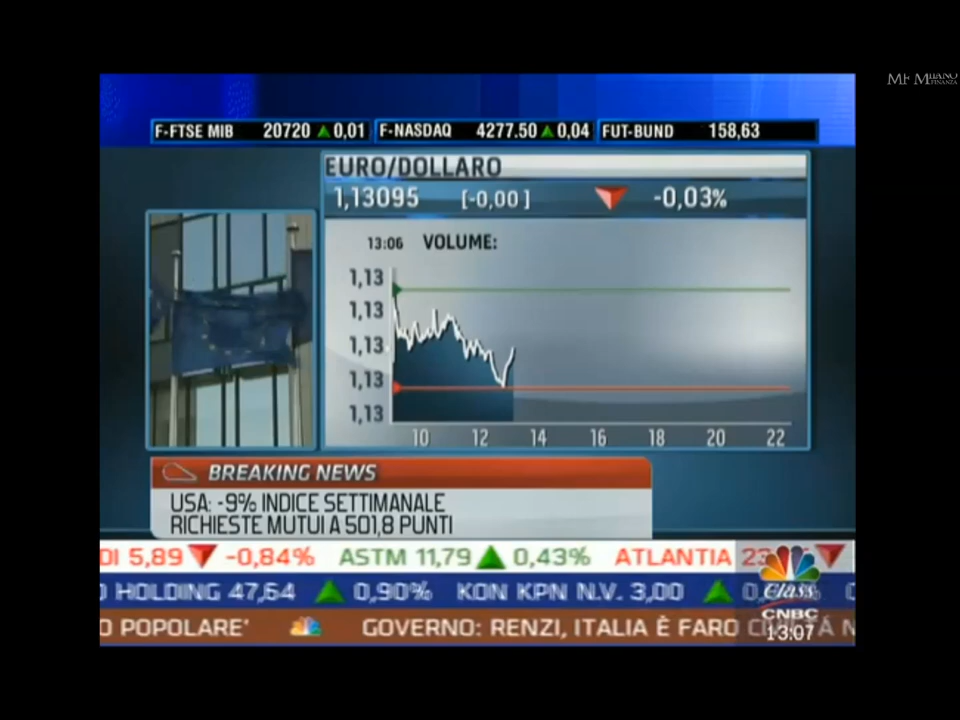 MF MILANO FINANZA
F-FTSE MIB 20720 ▲ 0,01 F-NASDAQ 4277.50 ▲ 0,04 FUT-BUND 158,63
EURO/DOLLARO
1,13095 [-0,00 ] ▼ -0,03%
13:06 VOLUME:
1,13
1,13
1,13
1,13
1,13
10 12 14 16 18 20 22
BREAKING NEWS
USA: -9% INDICE SETTIMANALE
RICHIESTE MUTUI A 501,8 PUNTI
DI 5,89 ▼ -0,84% ASTM 11,79 ▲ 0,43% ATLANTIA 23 ▼
O HOLDING 47,64 ▲ 0,90% KON KPN N.V. 3,00 ▲
O POPOLARE' GOVERNO: RENZI, ITALIA È FARO
Class
CNBC
13:07